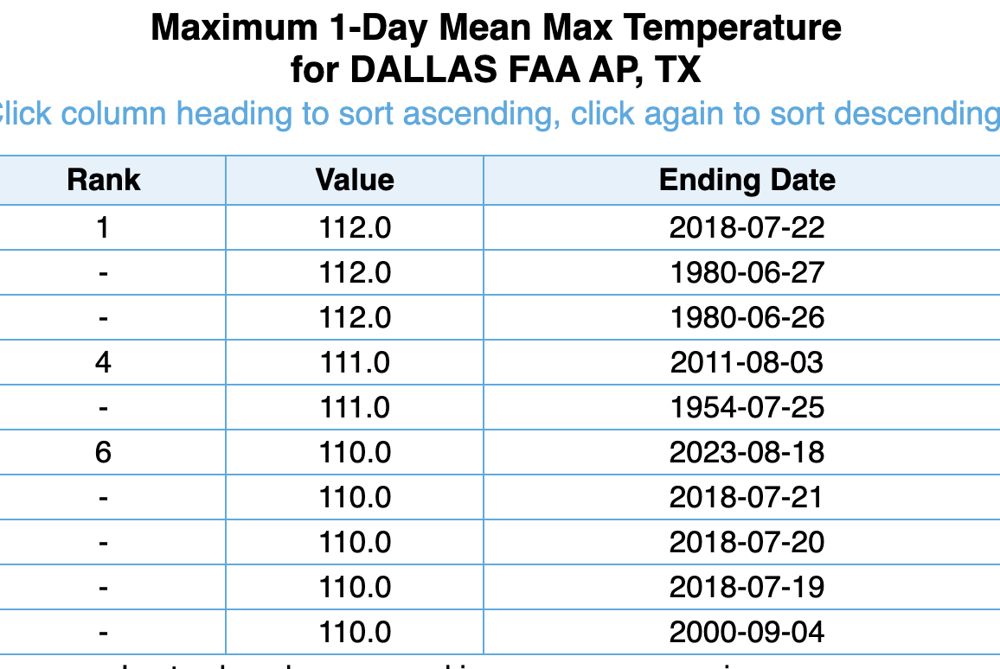 Maximum 1-Day Mean Max Temperature
for DALLAS FAA AP, TX
lick column heading to sort ascending, click again to sort descending
Rank Value Ending Date
1 112.0 2018-07-22
- 112.0 1980-06-27
- 112.0 1980-06-26
4 111.0 2011-08-03
- 111.0 1954-07-25
6 110.0 2023-08-18
- 110.0 2018-07-21
- 110.0 2018-07-20
- 110.0 2018-07-19
- 110.0 2000-09-04